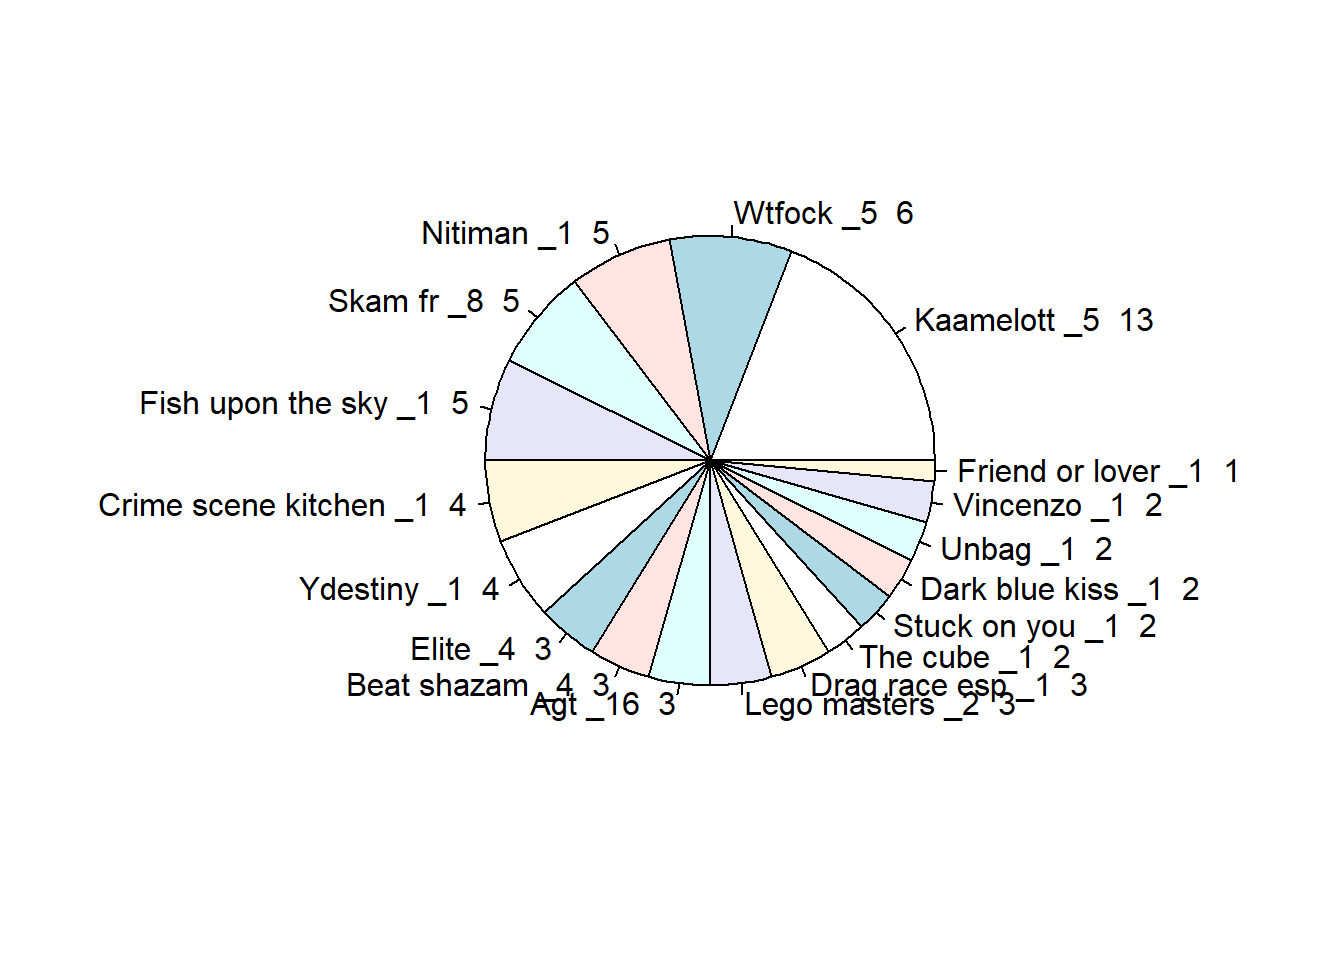 Wtfock _5  6
Nitiman _1  5
Skam fr _8  5
Kaamelott _5  13
Fish upon the sky _1  5
Friend or lover _1  1
Crime scene kitchen _1  4
Vincenzo _1  2
Unbag _1  2
Ydestiny _1  4
Dark blue kiss _1  2
Stuck on you _1  2
Elite _4  3
The cube _1  2
Beat shazam _4  3
Drag race esp _1  3
Agt _16  3
Lego masters _2  3